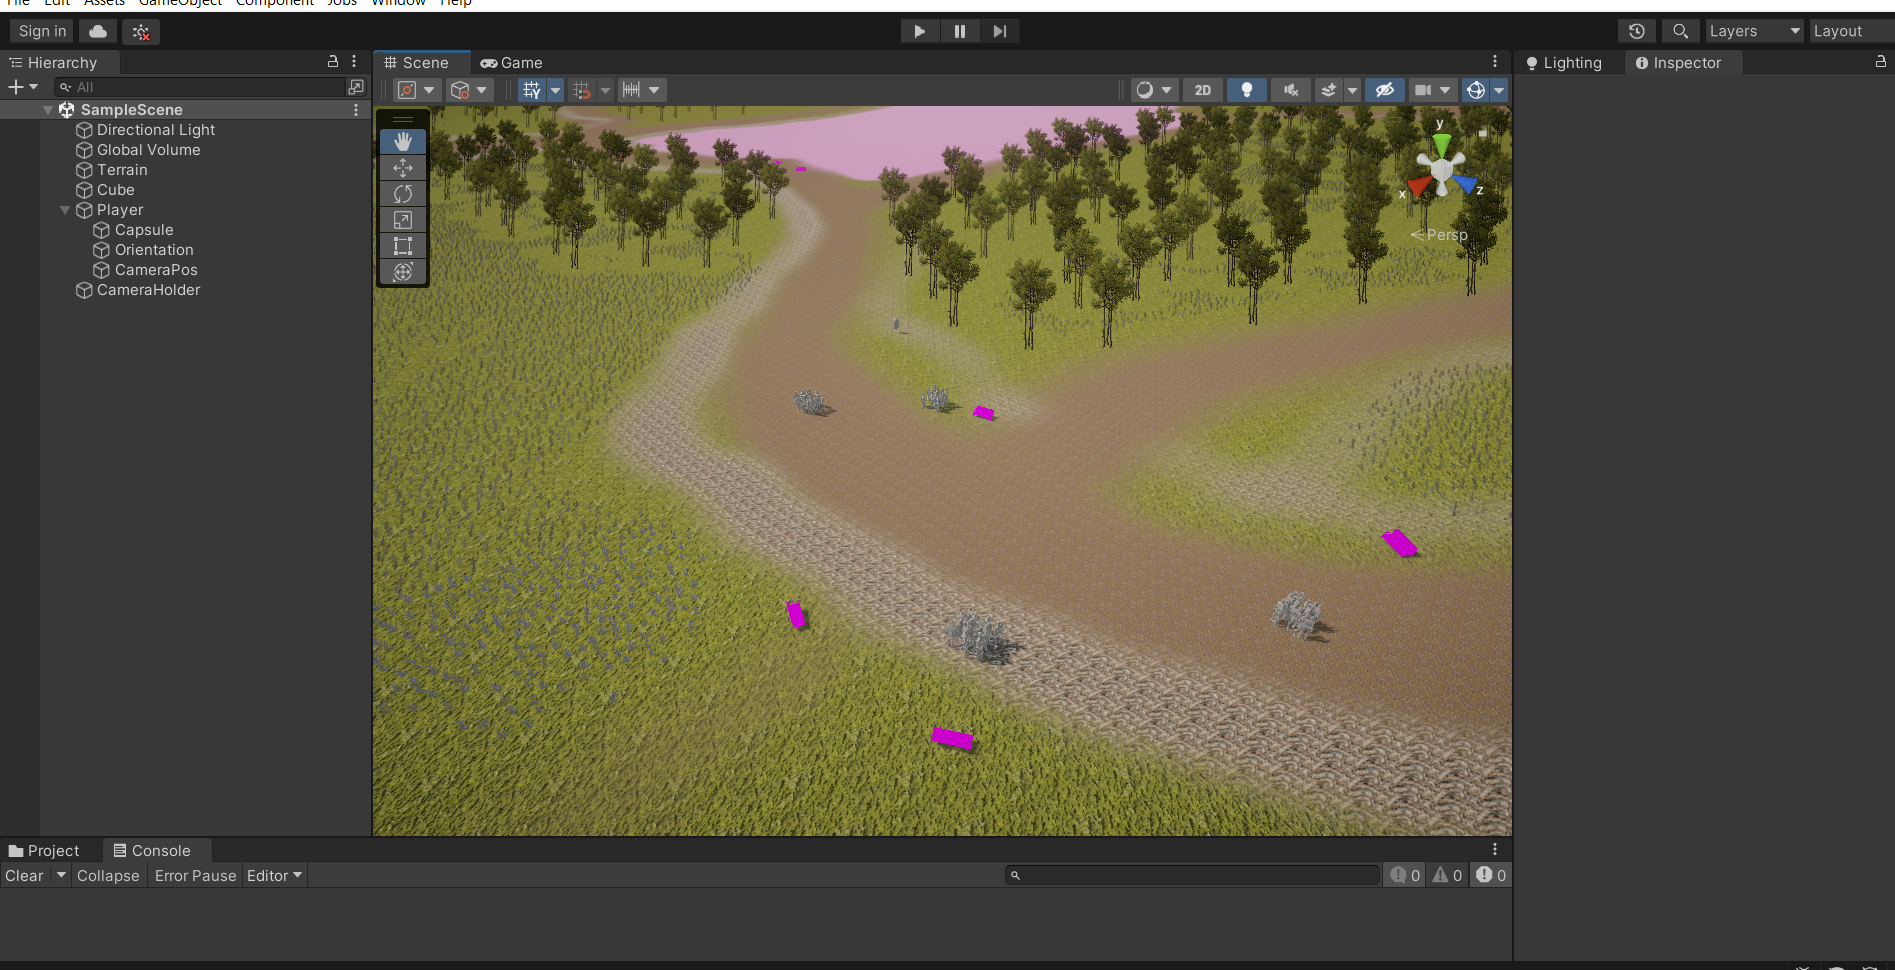 File Edit Assets GameObject Component Jobs Window Help
Sign in
Layers
Layout
Hierarchy
Scene
Game
Lighting
Inspector
All
2D
SampleScene
Directional Light
Global Volume
Terrain
Cube
Player
Capsule
Orientation
CameraPos
CameraHolder
y
x
z
Persp
Project
Console
Clear
Collapse
Error Pause
Editor
0
0
0